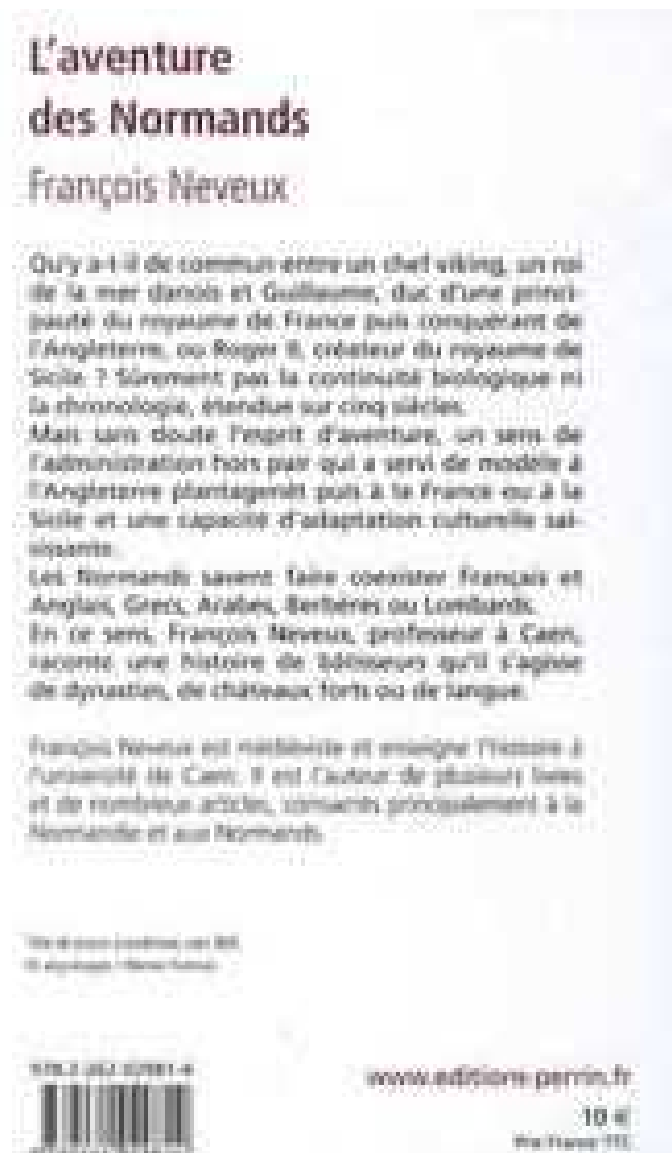 L'aventure
des Normands
François Neveux
Qu'y a-t-il de commun entre un chef viking, un roi
de la mer danois et Guillaume, duc d'une princi-
pauté du royaume de France puis conquérant de
l'Angleterre, ou Roger II, créateur du royaume de
Sicile ? Sûrement pas la continuité biologique ni
la chronologie, étendue sur cinq siècles.
Mais sans doute l'esprit d'aventure, un sens de
l'administration hors pair qui a servi de modèle à
l'Angleterre plantagenêt puis à la France ou à la
Sicile et une capacité d'adaptation culturelle sai-
sissante.
Les Normands savent faire coexister Français et
Anglais, Grecs, Arabes, Berbères ou Lombards.
En ce sens, François Neveux, professeur à Caen,
raconte une histoire de bâtisseurs qu'il s'agisse
de dynasties, de châteaux forts ou de langue.
François Neveux est médiéviste et enseigne l'histoire à
l'université de Caen. Il est l'auteur de plusieurs livres
et de nombreux articles, consacrés principalement à la
Normandie et aux Normands.
www.editions-perrin.fr
10 €
Prix France TTC